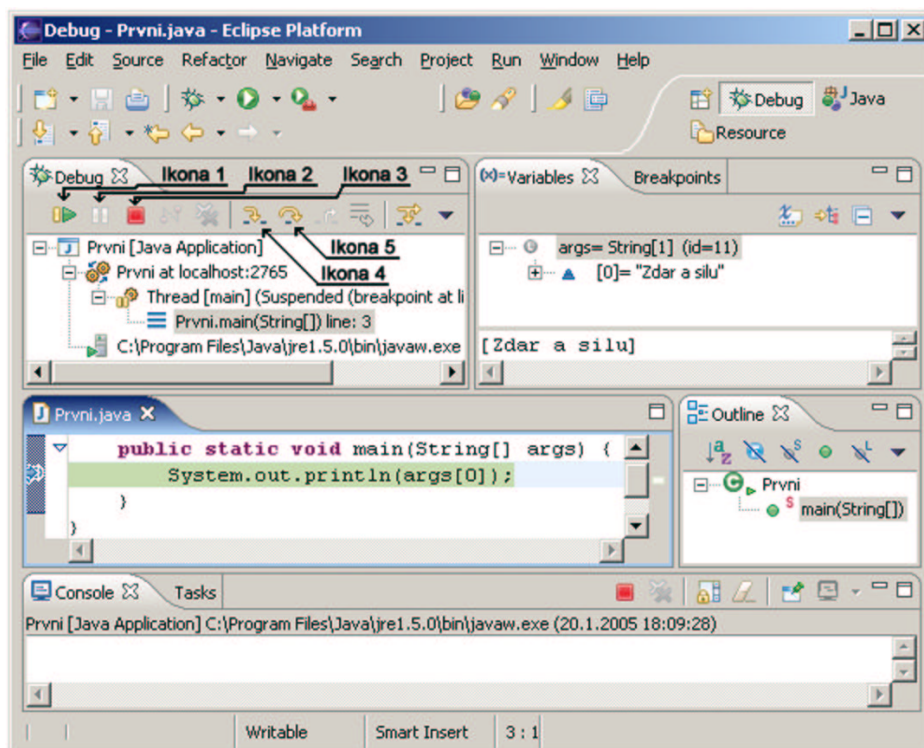 Debug - Prvni.java - Eclipse Platform
File Edit Source Refactor Navigate Search Project Run Window Help
Debug
Java
Resource
Debug
Ikona 1
Ikona 2
Ikona 3
Ikona 5
Ikona 4
Prvni [Java Application]
Prvni at localhost:2765
Thread [main] (Suspended (breakpoint at li
Prvni.main(String[]) line: 3
C:\Program Files\Java\jre1.5.0\bin\javaw.exe
(x)=Variables
Breakpoints
args= String[1] (id=11)
[0]= "Zdar a silu"
[Zdar a silu]
Prvni.java
public static void main(String[] args) {
System.out.println(args[0]);
}
}
Outline
Prvni
main(String[])
Console
Tasks
Prvni [Java Application] C:\Program Files\Java\jre1.5.0\bin\javaw.exe (20.1.2005 18:09:28)
Writable
Smart Insert
3 : 1